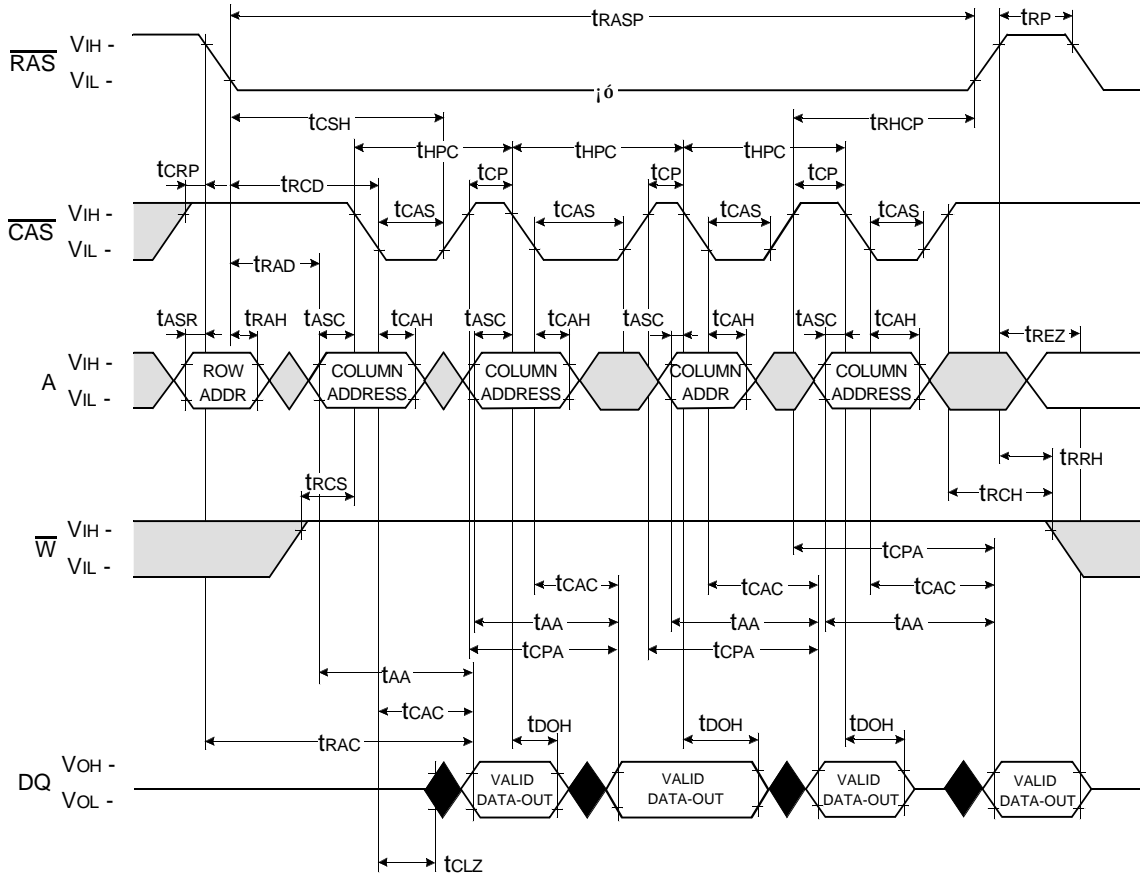 tRASP tRP
RAS VIH -
VIL -
¡ó
tCSH tRHCP
tHPC tHPC tHPC
tCRP tRCD tCP tCP tCP
CAS VIH -
VIL -
tCAS tCAS tCAS tCAS
tRAD
tASR tRAH tASC tCAH tASC tCAH tASC tCAH tASC tCAH tREZ
A VIH -
VIL -
ROW
ADDR
COLUMN
ADDRESS
COLUMN
ADDRESS
COLUMN
ADDR
COLUMN
ADDRESS
tRRH
tRCS tRCH
W VIH -
VIL -
tCPA
tCAC tCAC tCAC
tAA tAA tAA
tCPA tCPA
tAA
tCAC tDOH tDOH tDOH
tRAC
DQ VOH -
VOL -
VALID
DATA-OUT
VALID
DATA-OUT
VALID
DATA-OUT
VALID
DATA-OUT
tCLZ